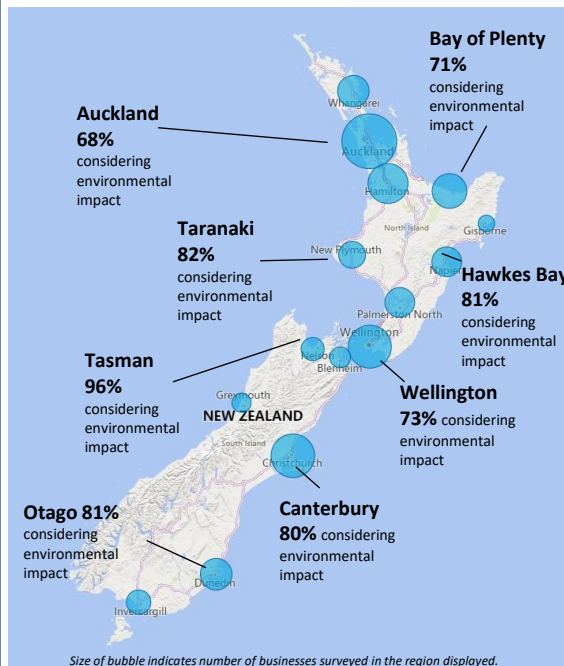 Bay of Plenty
71%
considering
environmental
impact
Whangarei
Auckland
68%
considering
environmental
impact
Auckland
Hamilton
Taranaki
82%
considering
environmental
impact
North Island
Gisborne
New Plymouth
Napier
Hawkes Bay
81%
considering
environmental
impact
Palmerston North
Wellington
Tasman
96%
considering
environmental
impact
Nelson
Blenheim
Wellington
73% considering
environmental
impact
Greymouth
NEW ZEALAND
South Island
Christchurch
Canterbury
80% considering
environmental
impact
Otago 81%
considering
environmental
impact
Dunedin
Invercargill
Size of bubble indicates number of businesses surveyed in the region displayed.